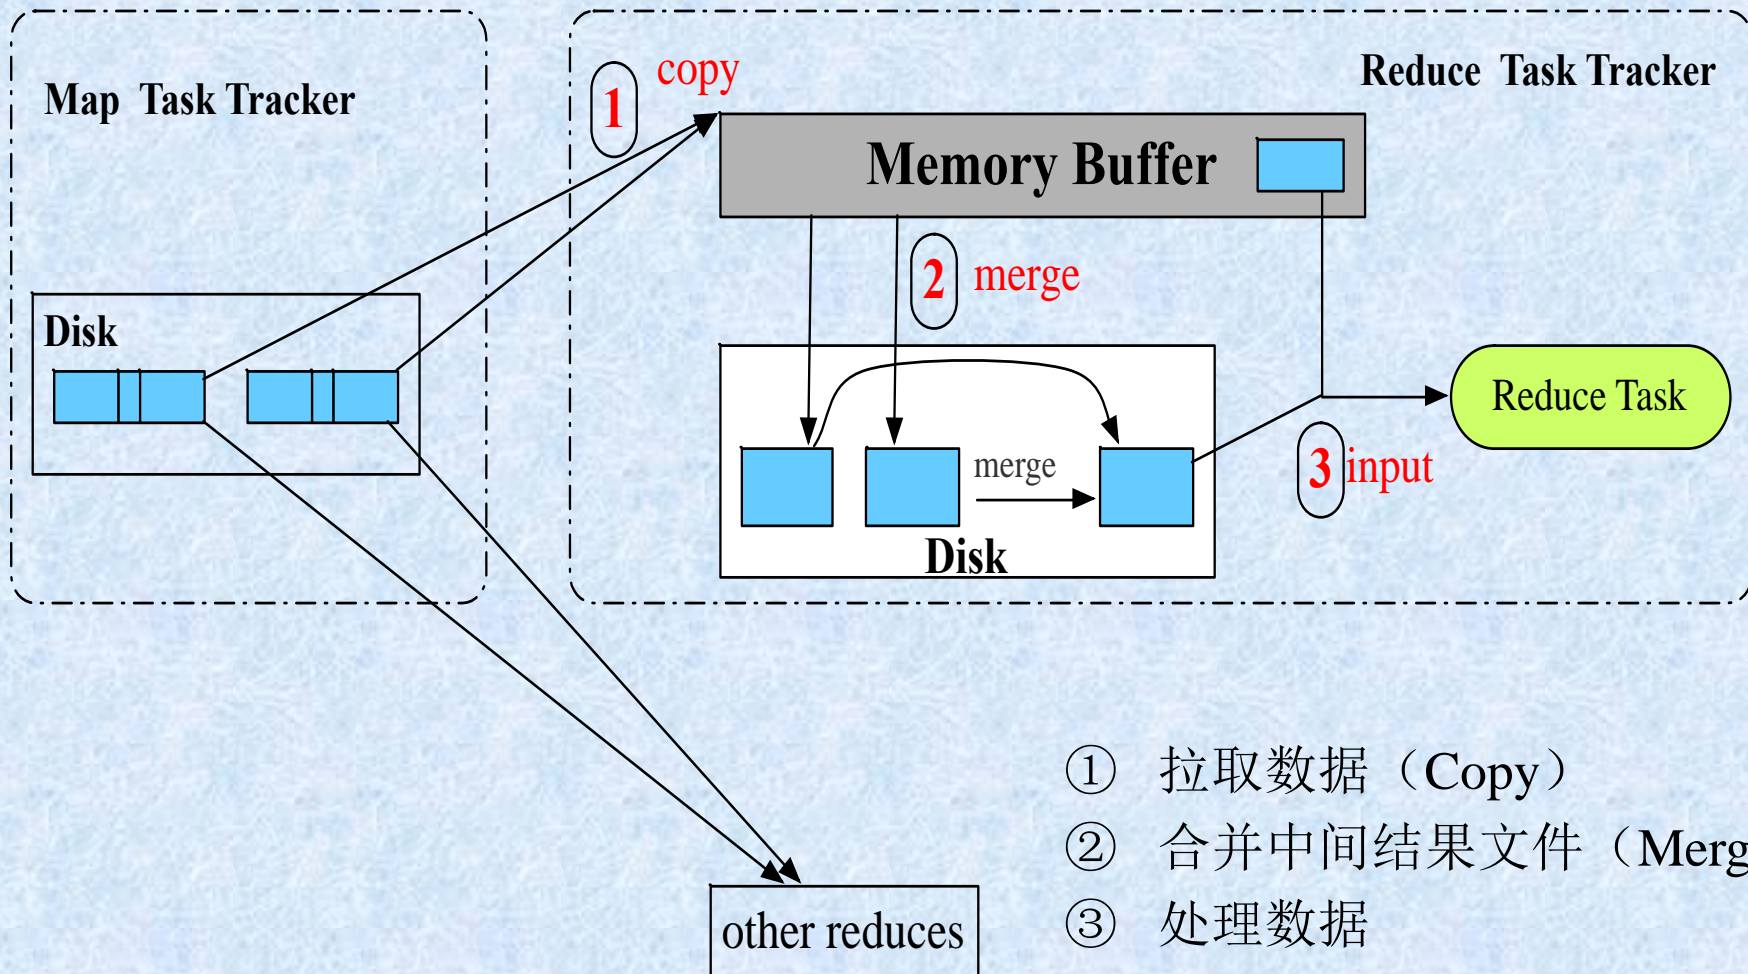 Map Task Tracker
Disk
1
copy
Reduce Task Tracker
Memory Buffer
2
merge
merge
Disk
3
input
Reduce Task
other reduces
① 拉取数据（Copy）
② 合并中间结果文件（Merg
③ 处理数据